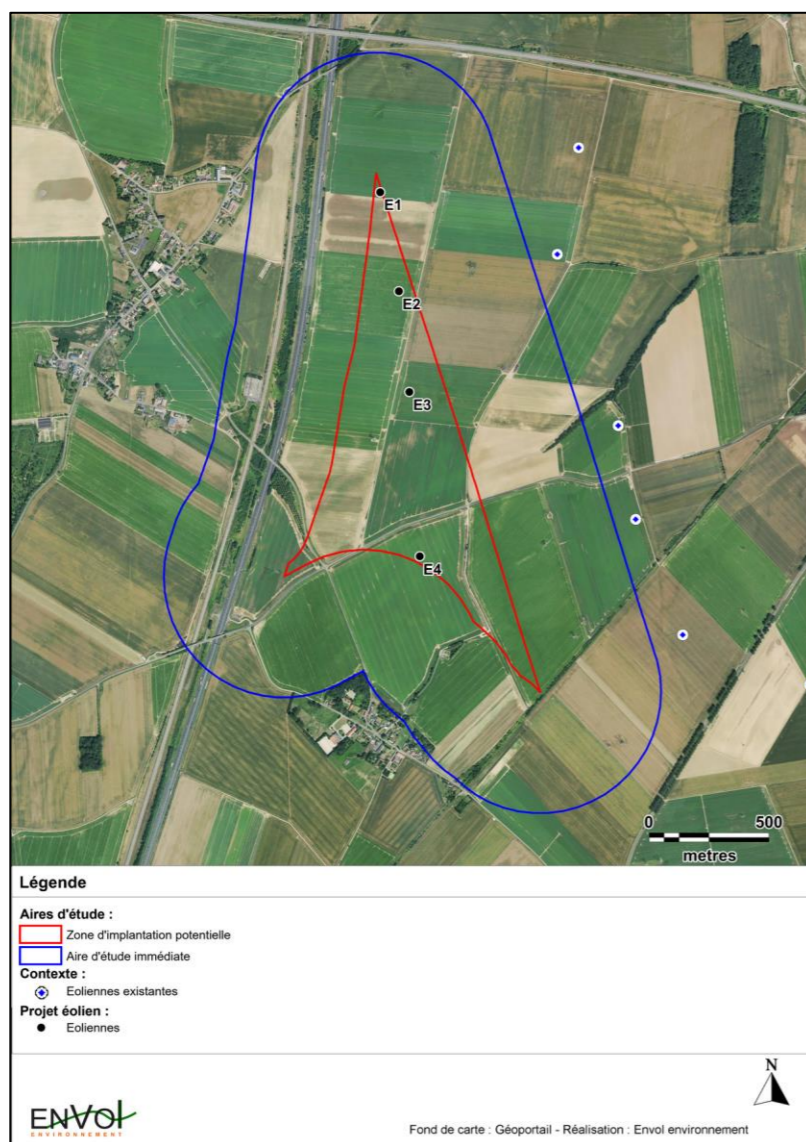 E1
E2
E3
E4
0 500
metres
Légende
Aires d'étude :
Zone d'implantation potentielle
Aire d'étude immédiate
Contexte :
Eoliennes existantes
Projet éolien :
Eoliennes
N
ENVOl
ENVIRONNEMENT
Fond de carte : Géoportail - Réalisation : Envol environnement